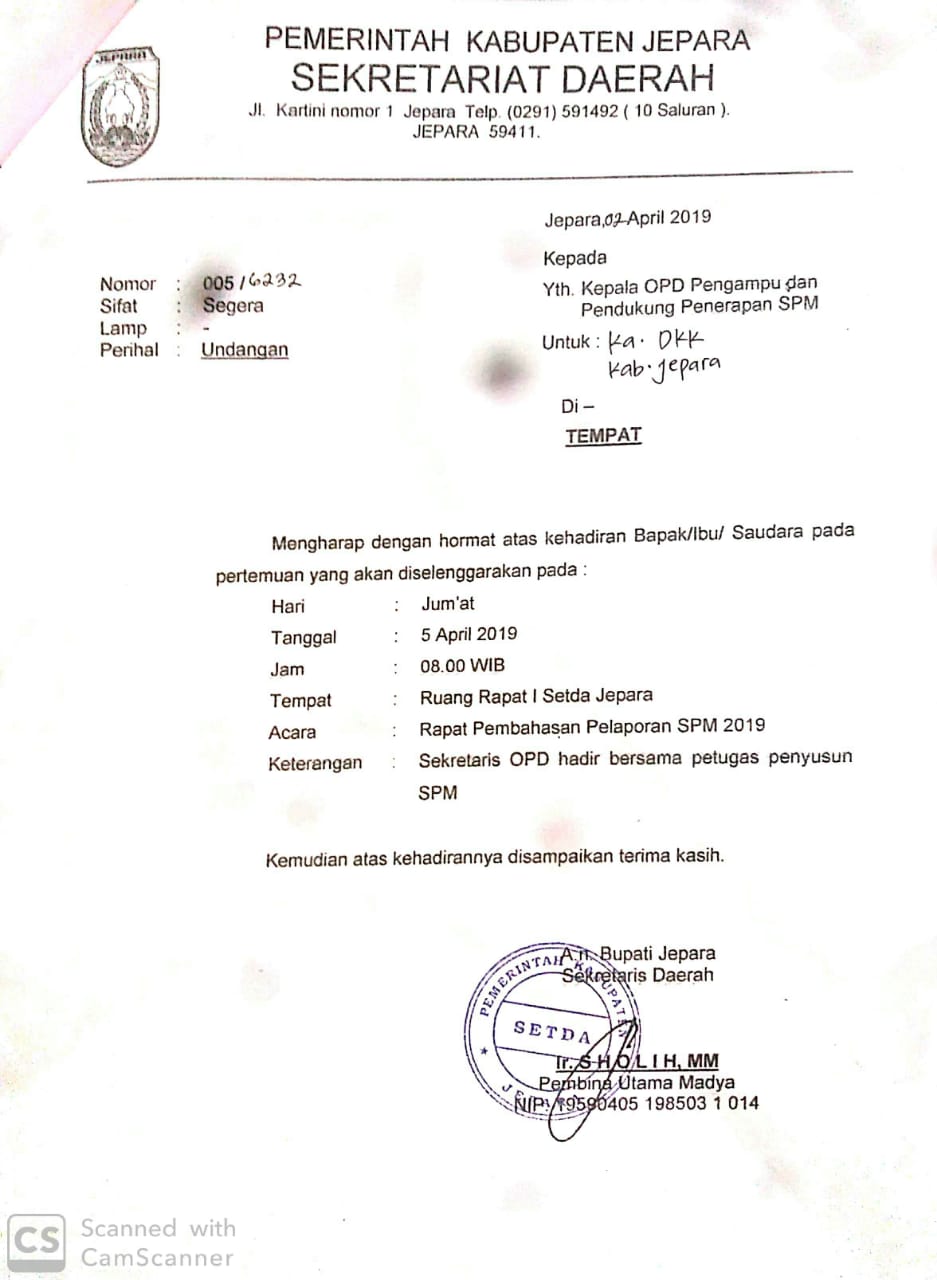 JEPARA
PEMERINTAH KABUPATEN JEPARA
SEKRETARIAT DAERAH
Jl. Kartini nomor 1 Jepara Telp. (0291) 591492 ( 10 Saluran ).
JEPARA 59411.
Jepara,02 April 2019
Kepada
Yth. Kepala OPD Pengampu dan
Pendukung Penerapan SPM
Untuk : Ka. DKK
Kab. Jepara
Di –
TEMPAT
Nomor : 005/6232
Sifat : Segera
Lamp : -
Perihal : Undangan
Mengharap dengan hormat atas kehadiran Bapak/Ibu/ Saudara pada
pertemuan yang akan diselenggarakan pada :
Hari : Jum'at
Tanggal : 5 April 2019
Jam : 08.00 WIB
Tempat : Ruang Rapat I Setda Jepara
Acara : Rapat Pembahasan Pelaporan SPM 2019
Keterangan : Sekretaris OPD hadir bersama petugas penyusun
SPM
Kemudian atas kehadirannya disampaikan terima kasih.
A.n. Bupati Jepara
Sekretaris Daerah
PEMERINTAH KABUPATEN
SETDA
Ir. S H O L I H, MM
Pembina Utama Madya
NIP. 19590405 198503 1 014
CS
Scanned with
CamScanner